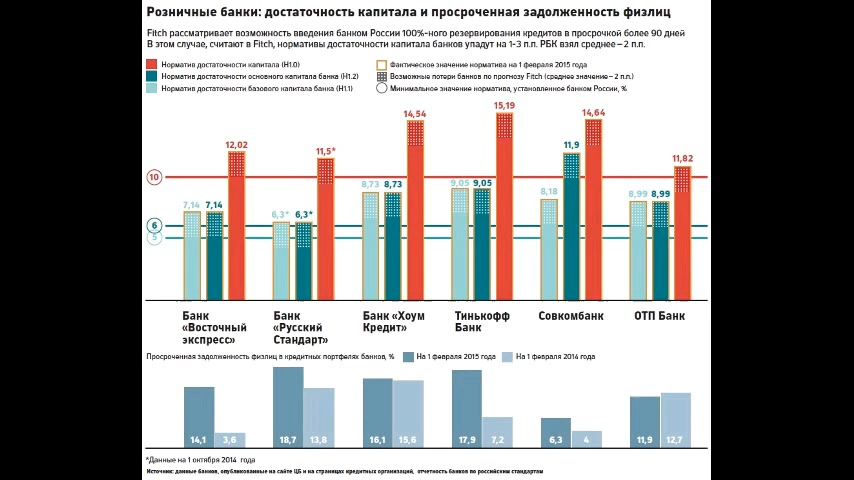 Розничные банки: достаточность капитала и просроченная задолженность физлиц
Fitch рассматривает возможность введения банком России 100%-ного резервирования кредитов в просрочкой более 90 дней
В этом случае, считают в Fitch, нормативы достаточности капитала банков упадут на 1-3 п.п. РБК взял среднее – 2 п.п.
Норматив достаточности капитала (Н1.0)
Норматив достаточности основного капитала банка (Н1.2)
Норматив достаточности базового капитала банка (Н1.1)
Фактическое значение норматива на 1 февраля 2015 года
Возможные потери банков по прогнозу Fitch (среднее значение – 2 п.п.)
Минимальное значение норматива, установленное банком России, %
10
6
5
7,14 7,14 12,02
6,3* 6,3* 11,5*
8,73 8,73 14,54
9,05 9,05 15,19
8,18 11,9 14,64
8,99 8,99 11,82
Банк
«Восточный
экспресс»
Банк
«Русский
Стандарт»
Банк «Хоум
Кредит»
Тинькофф
Банк
Совкомбанк
ОТП Банк
Просроченная задолженность физлиц в кредитных портфелях банков, %
На 1 февраля 2015 года
На 1 февраля 2014 года
14,1 3,6 18,7 13,8 16,1 15,6 17,9 7,2 6,3 4 11,9 12,7
*Данные на 1 октября 2014 года
Источник: данные банков, опубликованные на сайте ЦБ и на страницах кредитных организаций, отчетность банков по российским стандартам